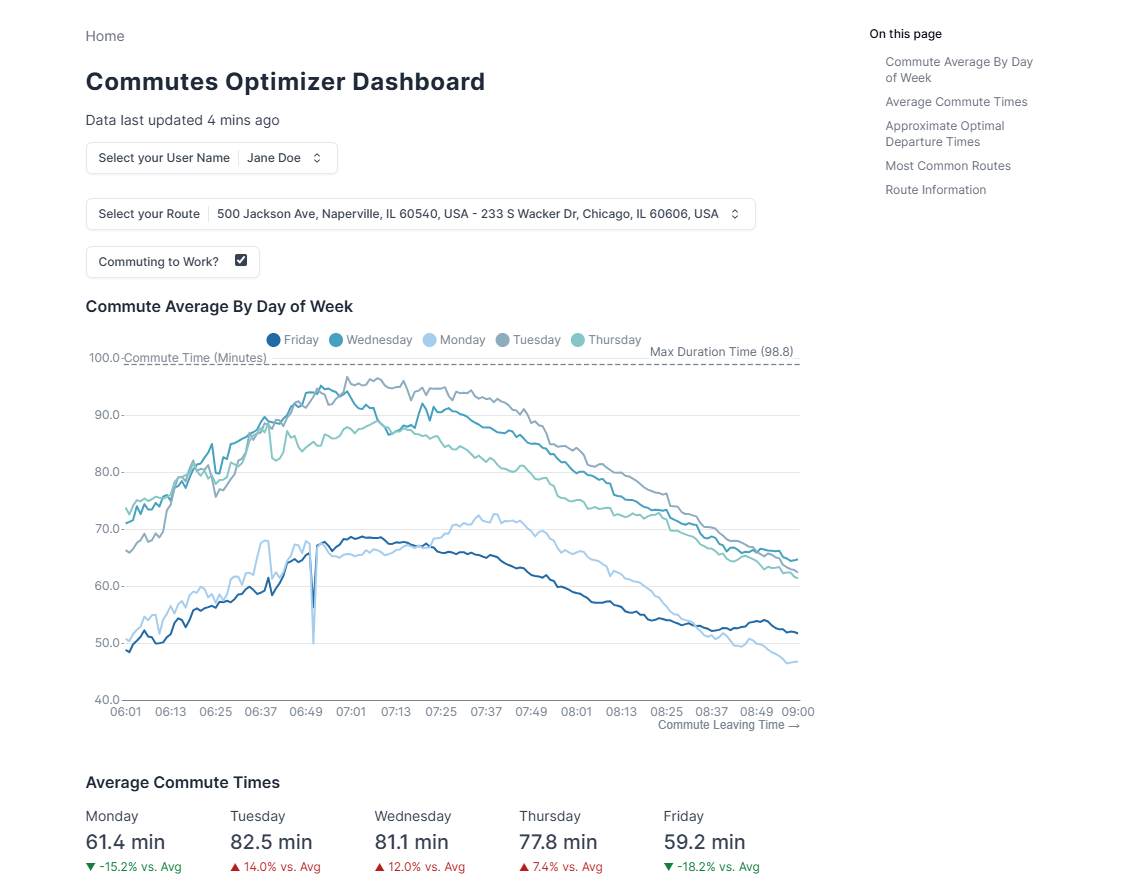 Home
On this page
Commute Average By Day
of Week
Average Commute Times
Approximate Optimal
Departure Times
Most Common Routes
Route Information
Commutes Optimizer Dashboard
Data last updated 4 mins ago
Select your User Name Jane Doe
Select your Route 500 Jackson Ave, Naperville, IL 60540, USA - 233 S Wacker Dr, Chicago, IL 60606, USA
Commuting to Work?
Commute Average By Day of Week
Friday Wednesday Monday Tuesday Thursday
Max Duration Time (98.8)
100.0 Commute Time (Minutes)
90.0
80.0
70.0
60.0
50.0
40.0
06:01 06:13 06:25 06:37 06:49 07:01 07:13 07:25 07:37 07:49 08:01 08:13 08:25 08:37 08:49 09:00
Commute Leaving Time →
Average Commute Times
Monday Tuesday Wednesday Thursday Friday
61.4 min 82.5 min 81.1 min 77.8 min 59.2 min
▼ -15.2% vs. Avg ▲ 14.0% vs. Avg ▲ 12.0% vs. Avg ▲ 7.4% vs. Avg ▼ -18.2% vs. Avg